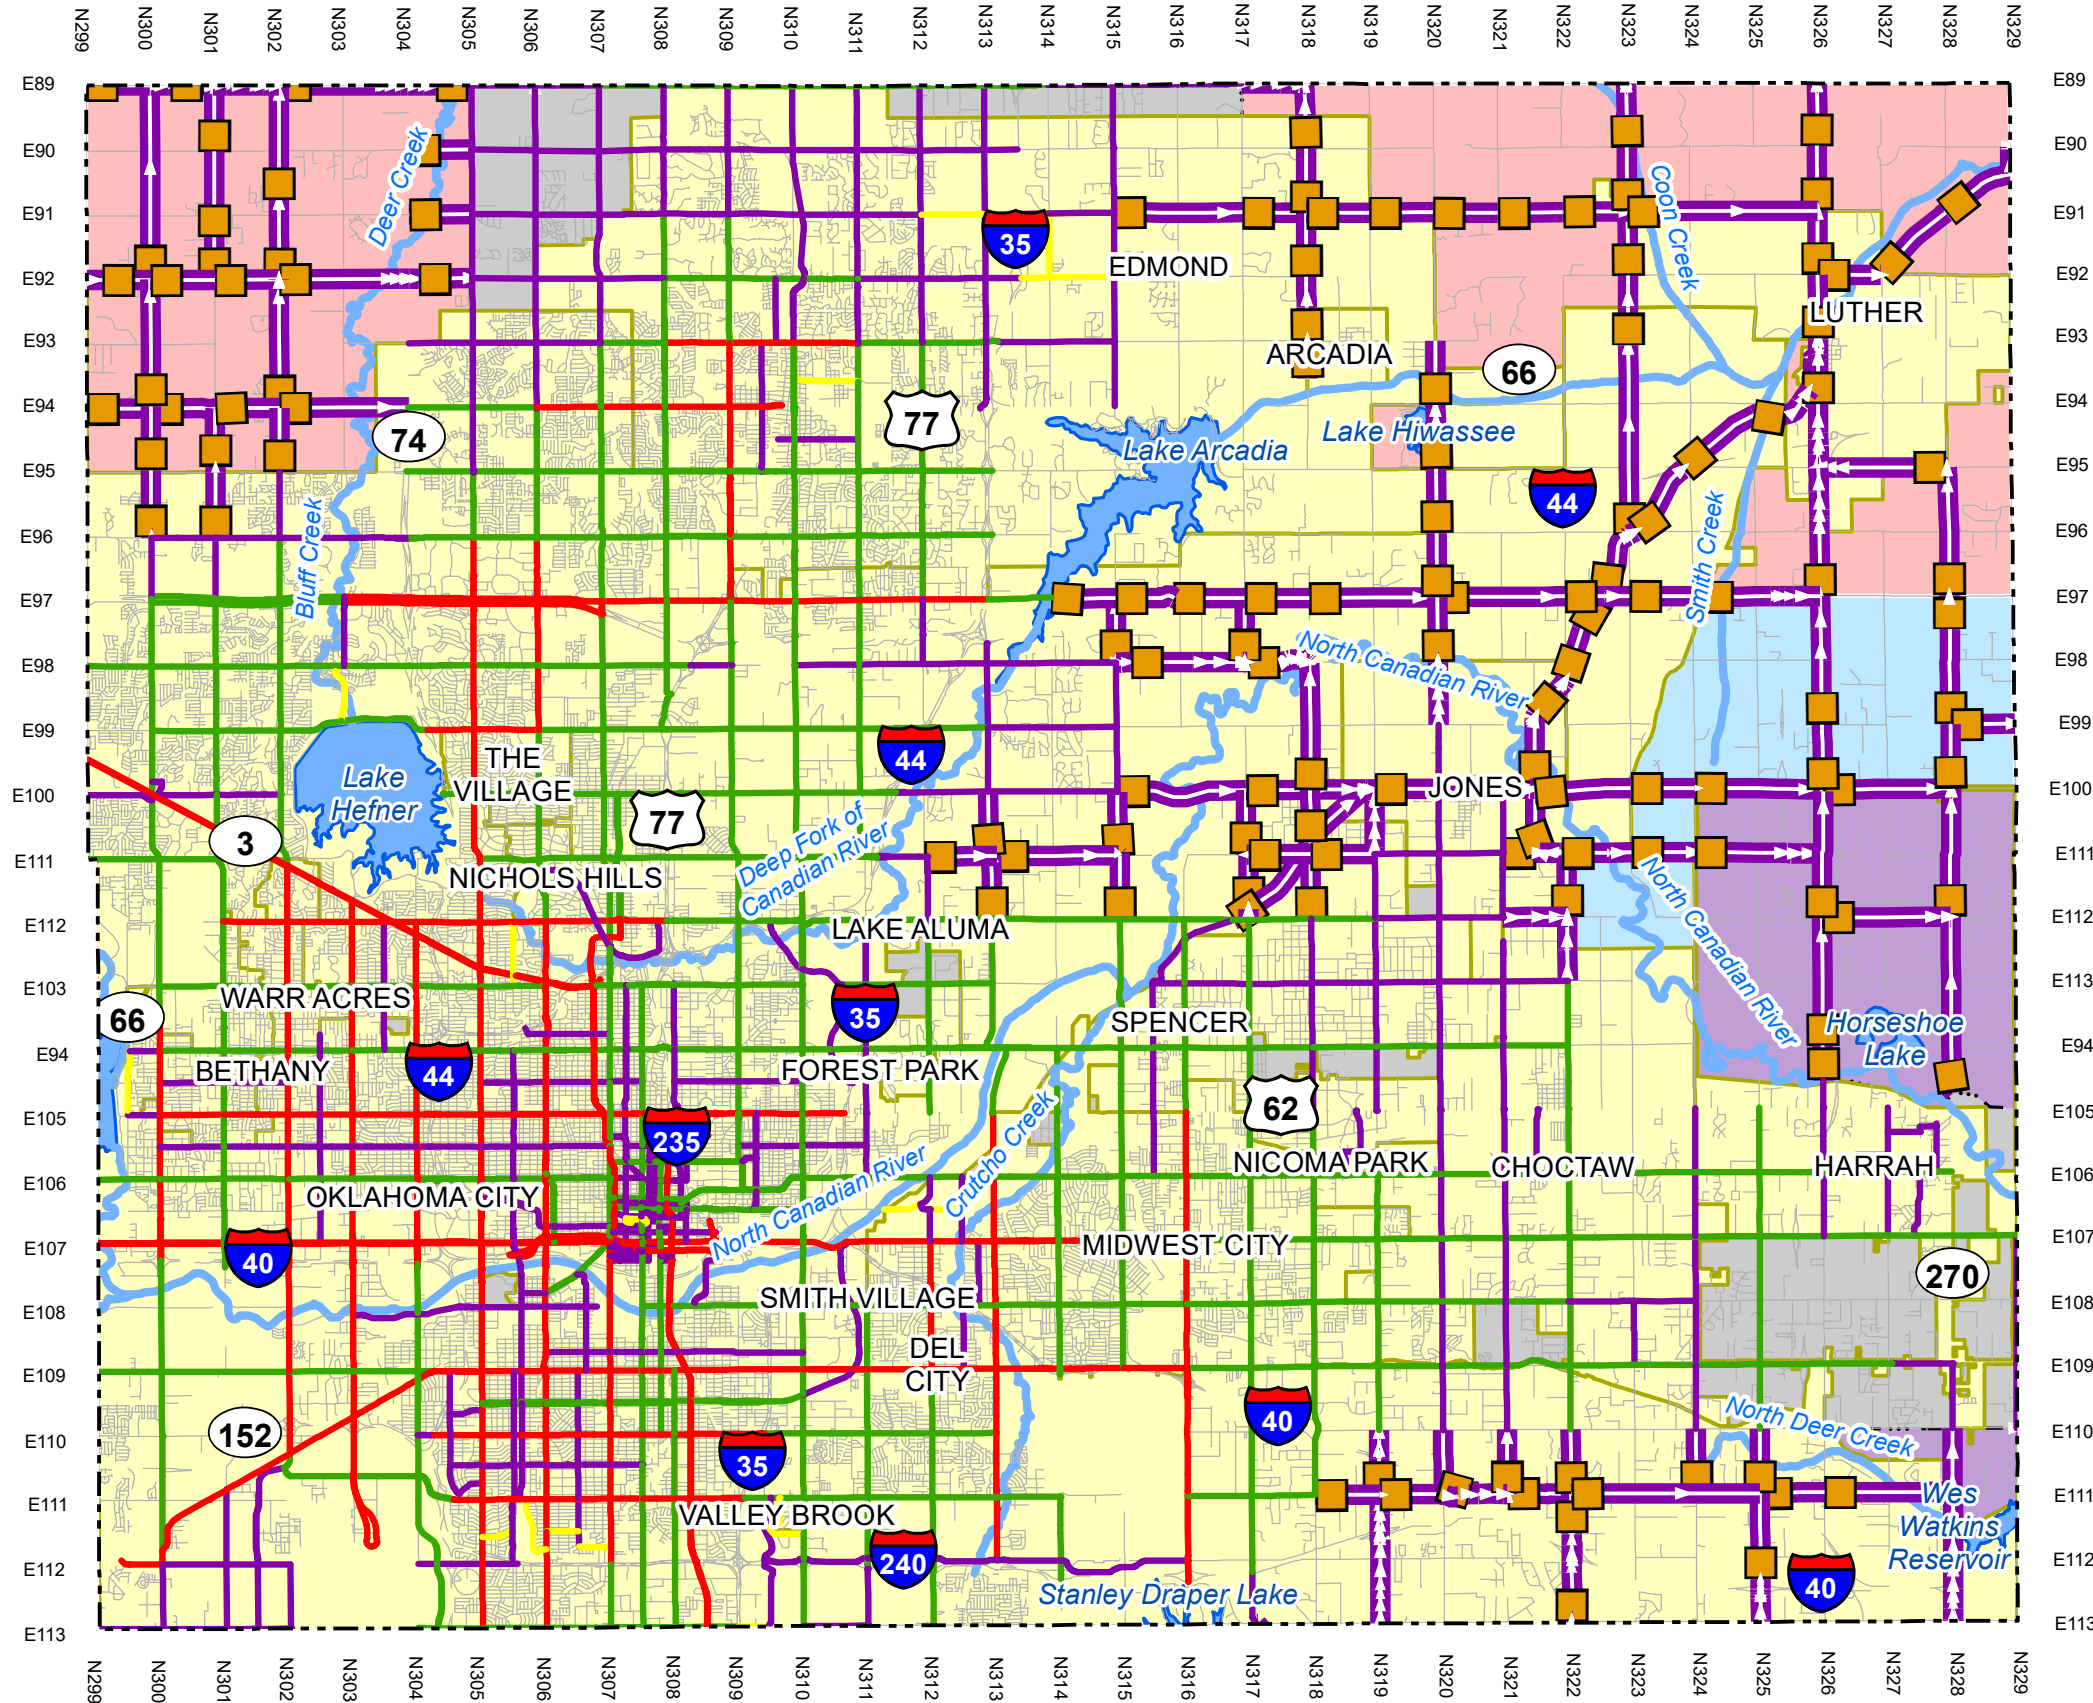 N299 N300 N301 N302 N303 N304 N305 N306 N307 N308 N309 N310 N311 N312 N313 N314 N315 N316 N317 N318 N319 N320 N321 N322 N323 N324 N325 N326 N327 N328 N329
E89 E89
E90 E90
Deer Creek
Coon Creek
E91 E91
35
EDMOND
E92 E92
LUTHER
E93 E93
ARCADIA
66
E94 E94
74
77
Lake Arcadia
Lake Hiwassee
E95 E95
44
Bluff Creek
Smith Creek
E96 E96
E97 E97
E98 E98
North Canadian River
E99 E99
44
THE
VILLAGE
Lake
Hefner
E100 E100
JONES
77
3
Deep Fork of
Canadian River
E111 E111
NICHOLS HILLS
North Canadian River
E112 E112
LAKE ALUMA
E103 E113
WARR ACRES
66
35
SPENCER
Horseshoe
Lake
E94 E94
BETHANY
44
FOREST PARK
62
E105 E105
235
Crutcho Creek
North Canadian River
NICOMA PARK
CHOCTAW
HARRAH
E106 E106
OKLAHOMA CITY
E107 E107
40
MIDWEST CITY
270
E108 E108
SMITH VILLAGE
DEL
CITY
E109 E109
40
North Deer Creek
152
E110 E110
35
E111 E111
VALLEY BROOK
Wes
Watkins
Reservoir
240
E112 E112
40
Stanley Draper Lake
E113 E113
N299 N300 N301 N302 N303 N304 N305 N306 N307 N308 N309 N310 N311 N312 N313 N314 N315 N316 N317 N318 N319 N320 N321 N322 N323 N324 N325 N326 N327 N328 N329